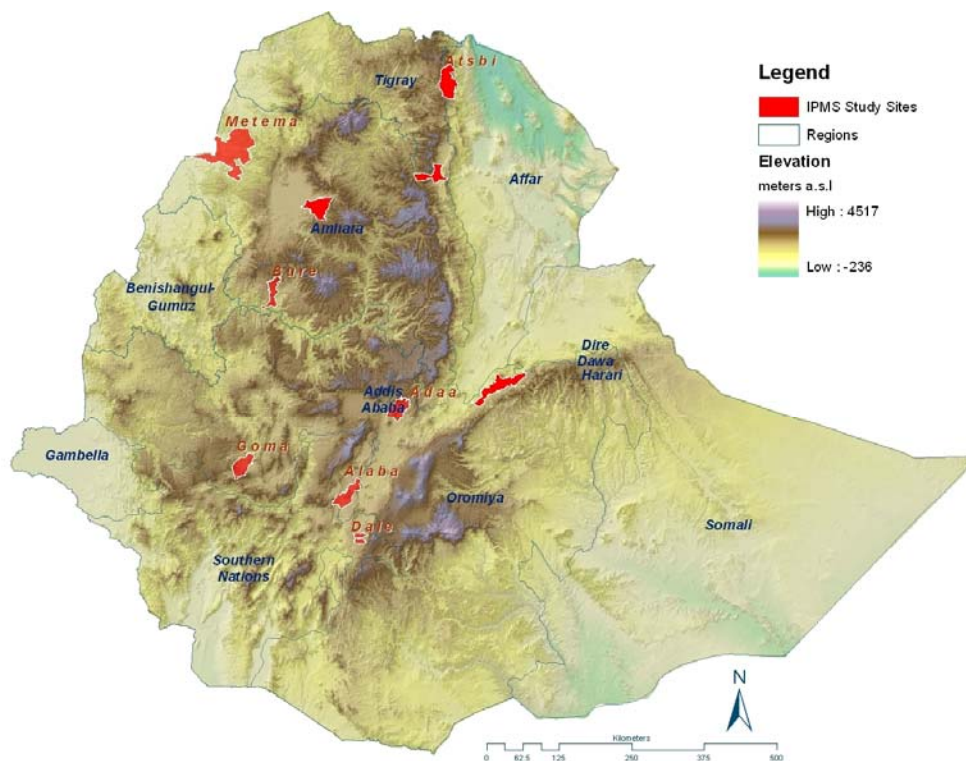 Atsbi
Tigray
Metema
Affar
Amhara
Bure
Benishangul-
Gumuz
Dire
Dawa
Harari
Addis
Ababa
Adaa
Goma
Gambella
Alaba
Oromiya
Somali
Dale
Southern
Nations
Legend
IPMS Study Sites
Regions
Elevation
meters a.s.l
High : 4517
Low : -236
N
Kilometers
0 62.5 125 250 375 500